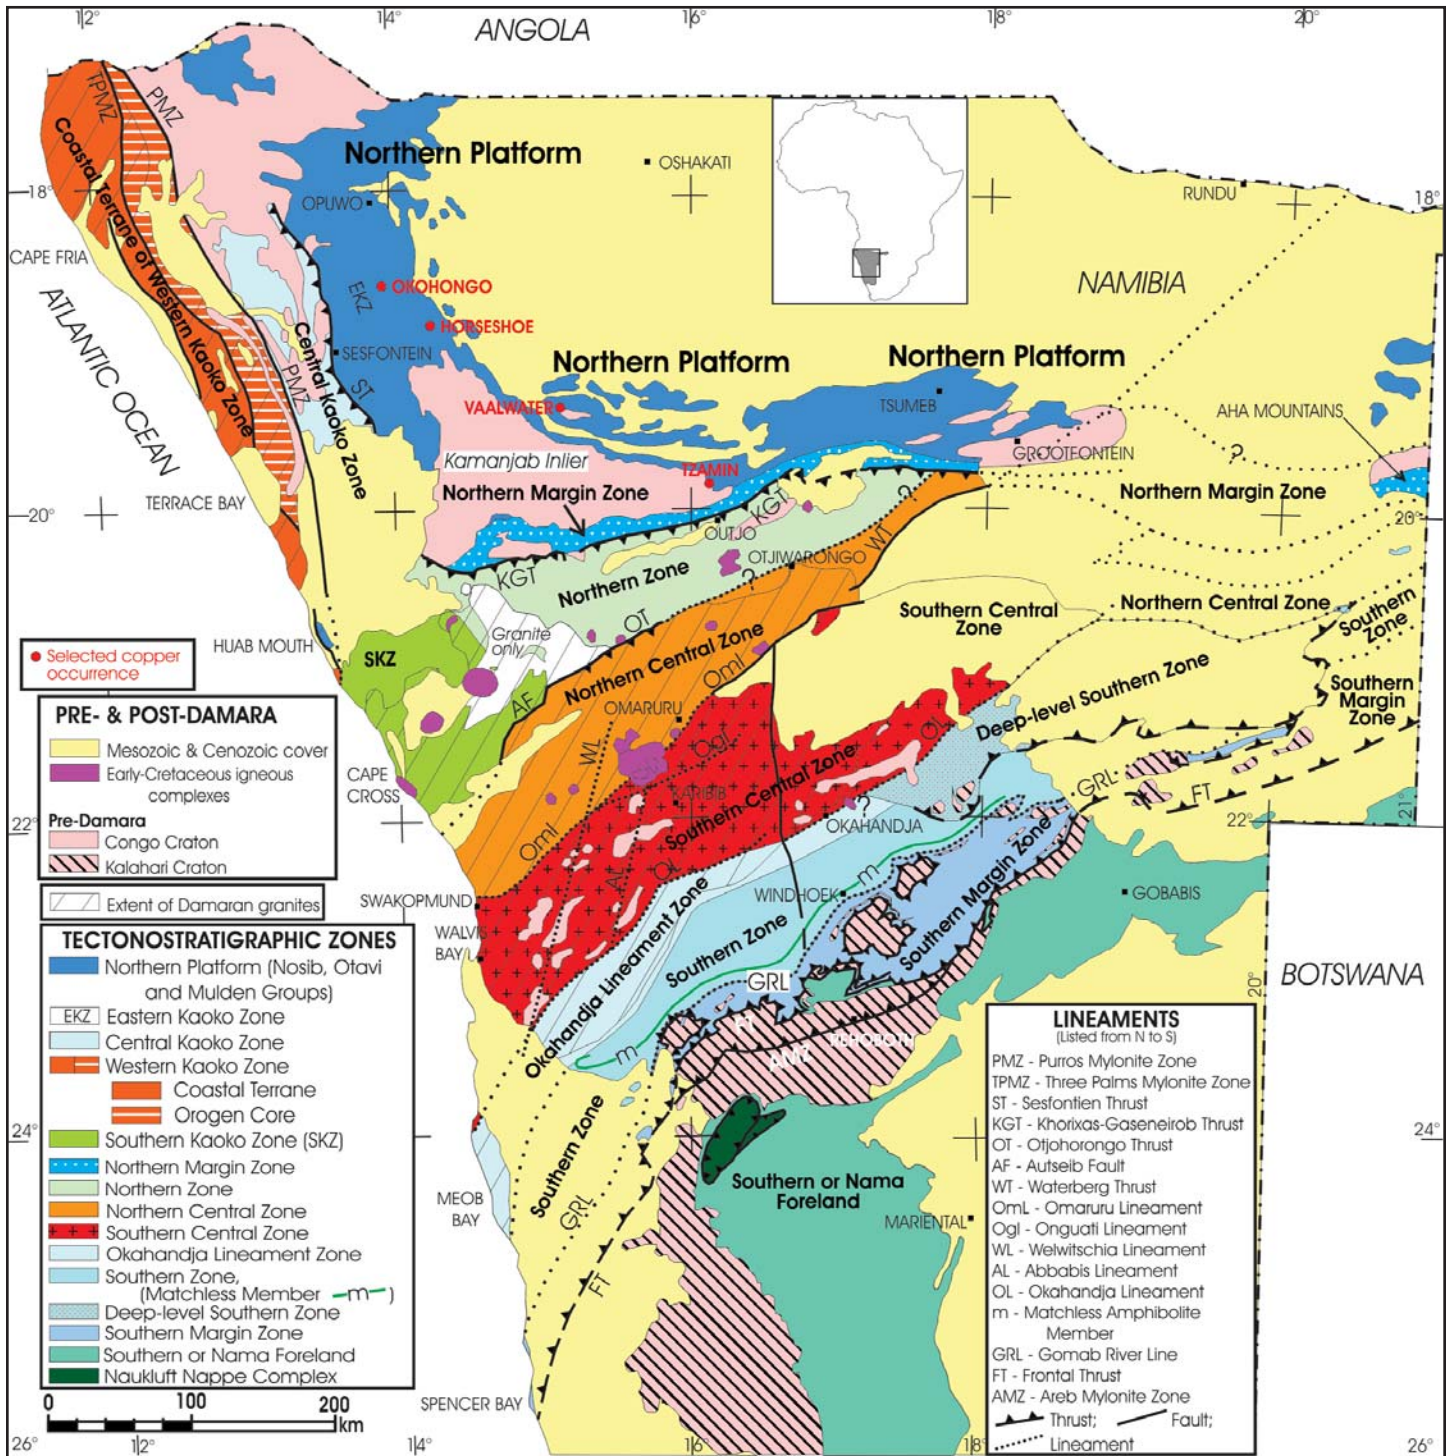 12°
14°
16°
18°
20°
ANGOLA
TPMZ
PMZ
Coastal Terrane of Western Kaoko Zone
Northern Platform
OSHAKATI
RUNDU
18°
18°
OPUWO
CAPE FRIA
NAMIBIA
OKOHONGO
EKZ
HORSESHOE
ATLANTIC OCEAN
Central Kaoko Zone
SESFONTEIN
Northern Platform
Northern Platform
PMZ
ST
VAALWATER
TSUMEB
AHA MOUNTAINS
GROOTFONTEIN
?
Kamanjab Inlier
TZAMIN
Northern Margin Zone
Northern Margin Zone
TERRACE BAY
KGT
?
20°
20°
OUTJO
WT
OTJIWARONGO
KGT
Northern Zone
?
Northern Central Zone
Southern Central
Zone
Southern
Zone
Granite
only
OT
HUAB MOUTH
SKZ
Northern Central Zone
Oml
Deep-level Southern Zone
Southern
Margin
Zone
AF
OMARURU
WL
Ogl
OL
CAPE
CROSS
GRL
FT
KARIBIB
Southern Central Zone
?
OKAHANDJA
21°
22°
22°
Oml
AL
OL
m
Southern Margin Zone
WINDHOEK
GOBABIS
SWAKOPMUND
WALVIS
BAY
Okahandja Lineament Zone
Southern Zone
GRL
Southern Margin Zone
20°
BOTSWANA
FT
REHOBOTH
AMZ
m
24°
24°
Southern Zone
GRL
MEOB
BAY
Southern or Nama
Foreland
MARIENTAL
FT
SPENCER BAY
26°
12°
14°
16°
18°
26°
Selected copper
occurrence
PRE- & POST-DAMARA
Mesozoic & Cenozoic cover
Early-Cretaceous igneous
complexes
Pre-Damara
Congo Craton
Kalahari Craton
Extent of Damaran granites
TECTONOSTRATIGRAPHIC ZONES
Northern Platform (Nosib, Otavi
and Mulden Groups)
EKZ Eastern Kaoko Zone
Central Kaoko Zone
Western Kaoko Zone
Coastal Terrane
Orogen Core
Southern Kaoko Zone (SKZ)
Northern Margin Zone
Northern Zone
Northern Central Zone
Southern Central Zone
Okahandja Lineament Zone
Southern Zone,
(Matchless Member m )
Deep-level Southern Zone
Southern Margin Zone
Southern or Nama Foreland
Naukluft Nappe Complex
0 100 200
km
LINEAMENTS
(Listed from N to S)
PMZ - Purros Mylonite Zone
TPMZ - Three Palms Mylonite Zone
ST - Sesfontien Thrust
KGT - Khorixas-Gaseneirob Thrust
OT - Otjohorongo Thrust
AF - Autseib Fault
WT - Waterberg Thrust
OmL - Omaruru Lineament
Ogl - Onguati Lineament
WL - Welwitschia Lineament
AL - Abbabis Lineament
OL - Okahandja Lineament
m - Matchless Amphibolite
Member
GRL - Gomab River Line
FT - Frontal Thrust
AMZ - Areb Mylonite Zone
Thrust; Fault;
Lineament